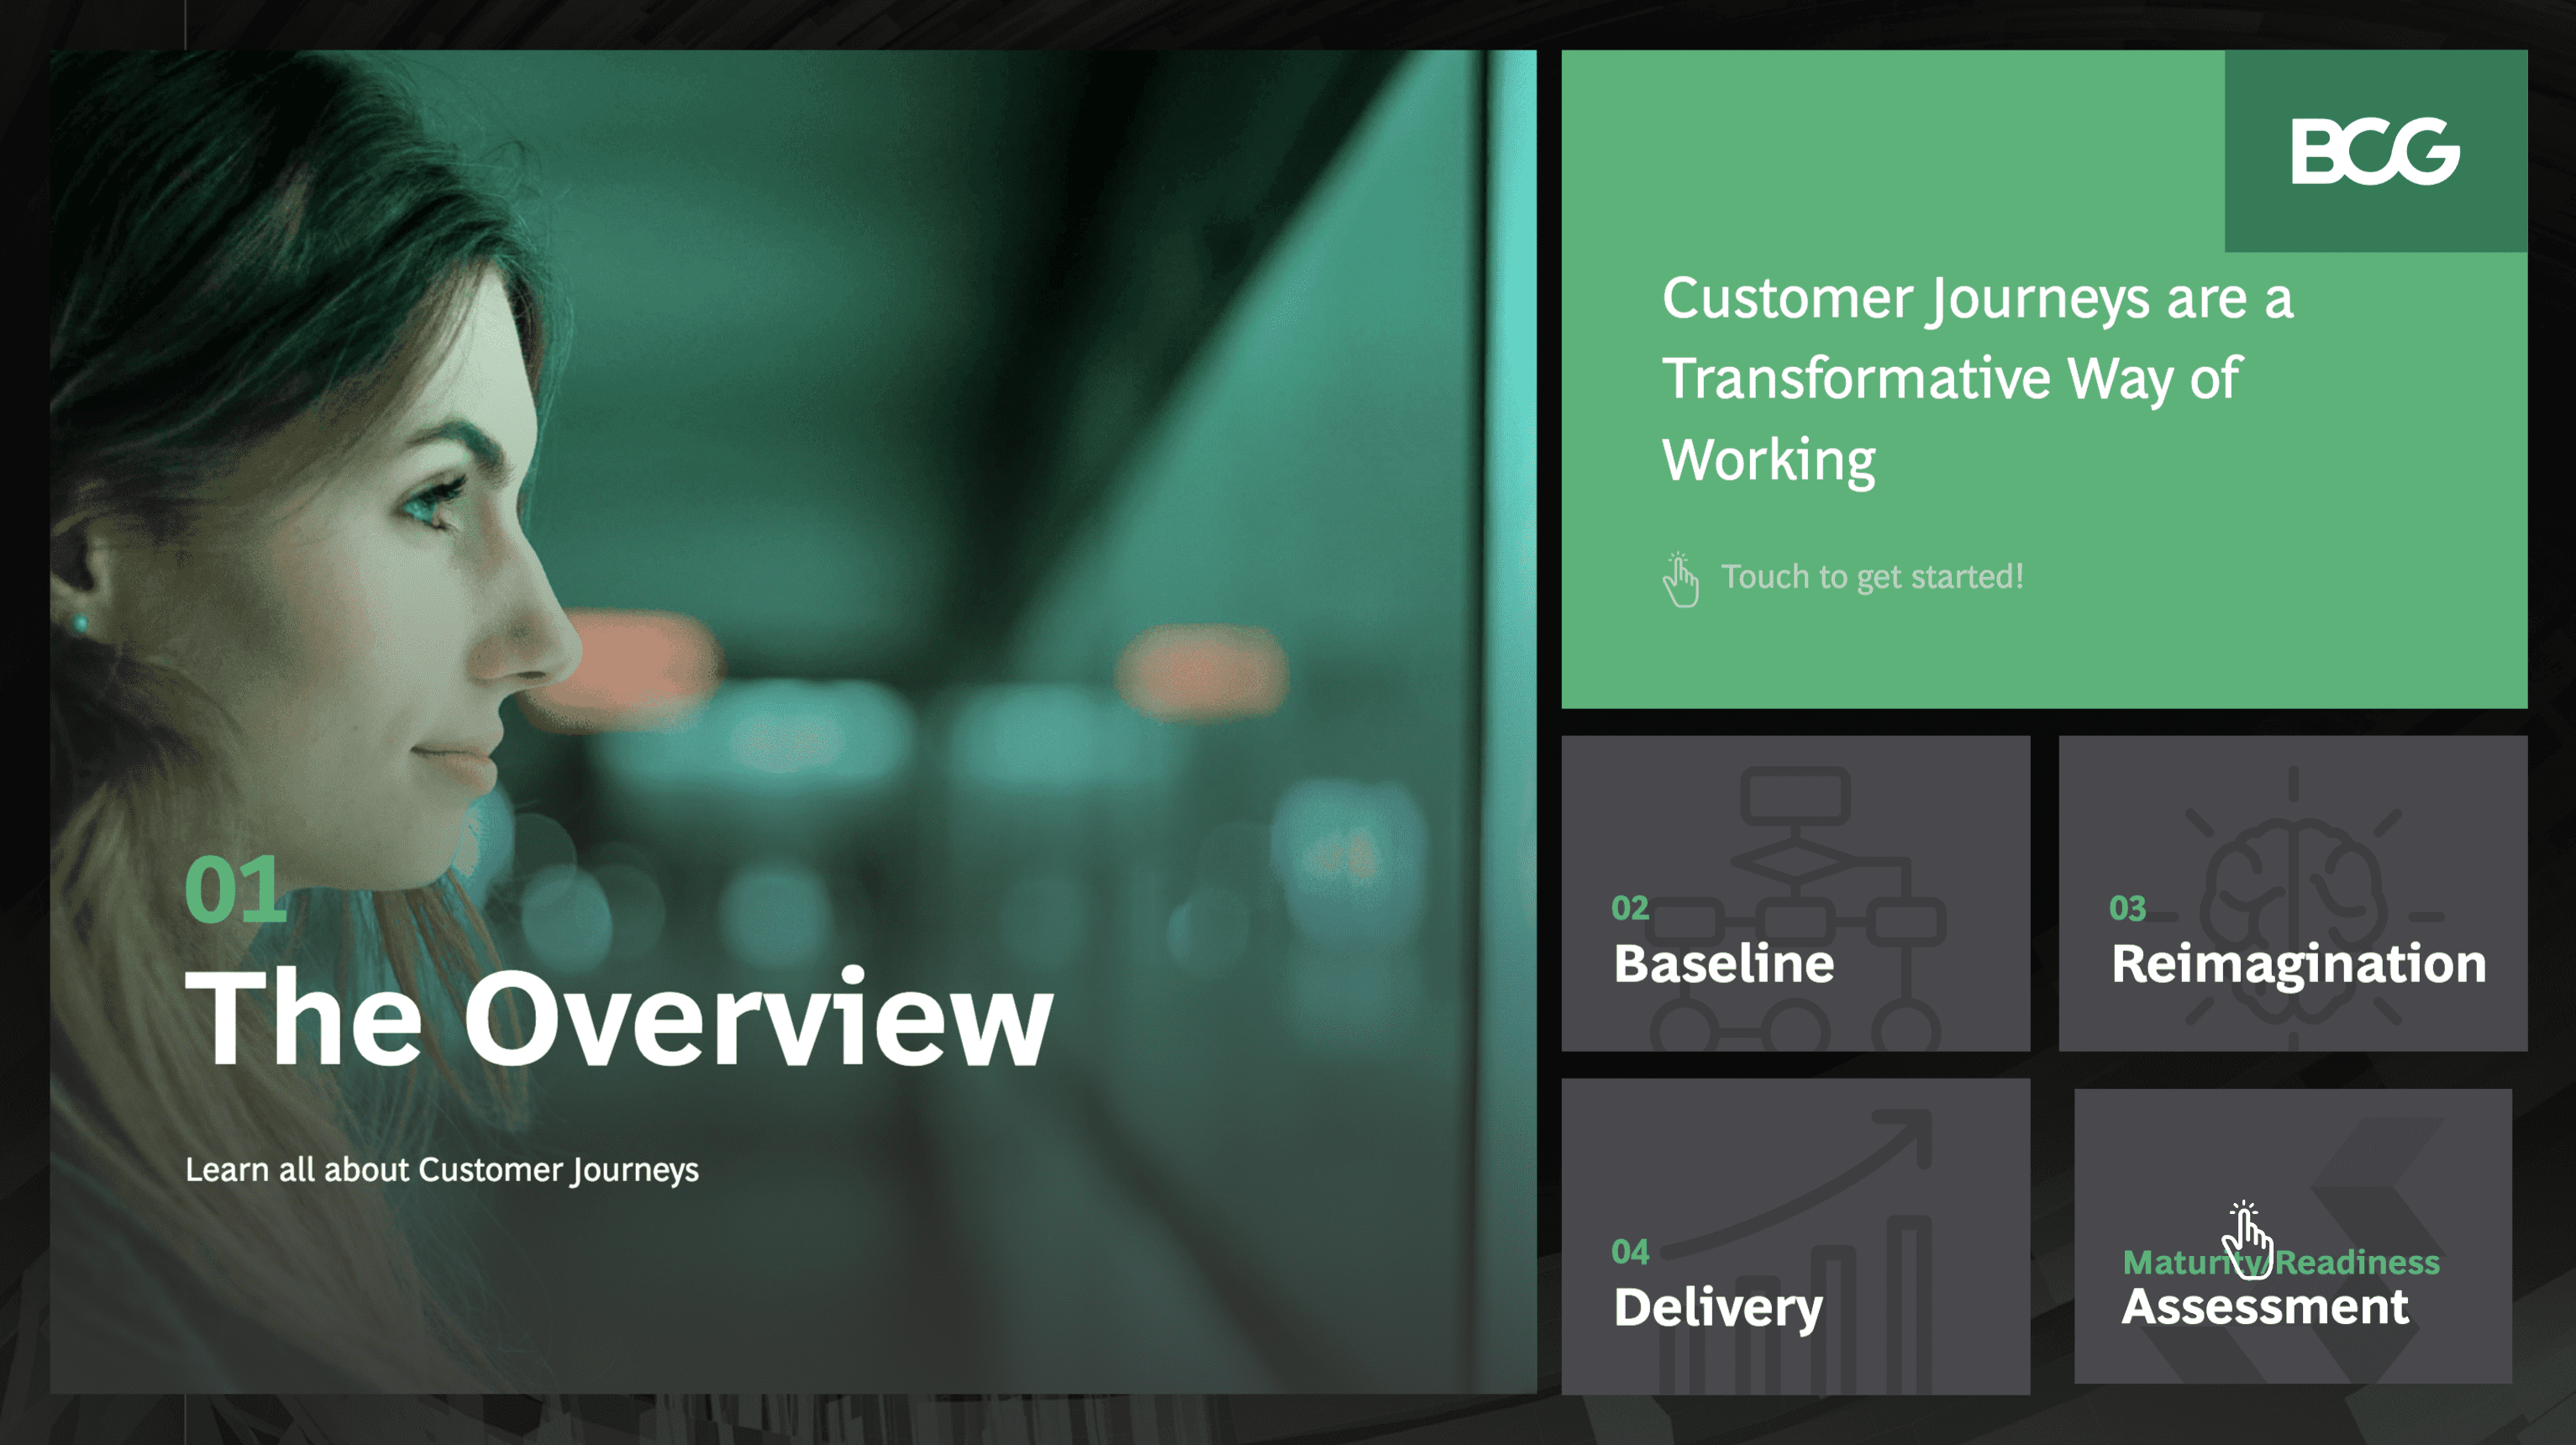 01
The Overview
Learn all about Customer Journeys
BCG
Customer Journeys are a
Transformative Way of
Working
Touch to get started!
02
Baseline
03
Reimagination
04
Delivery
Maturity/Readiness
Assessment